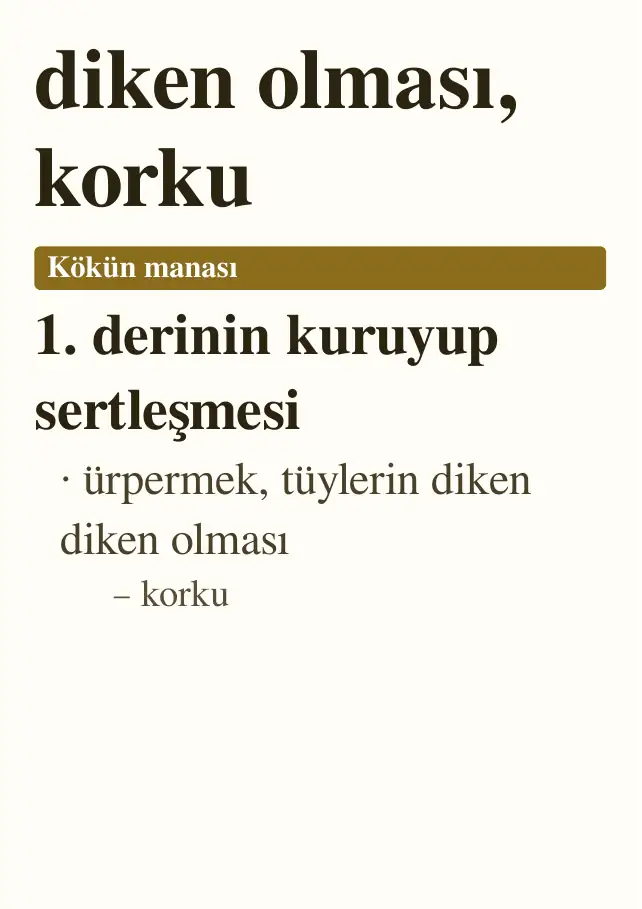 diken olması,
korku
Kökün manası
1. derinin kuruyup
sertleşmesi
· ürpermek, tüylerin diken
diken olması
– korku